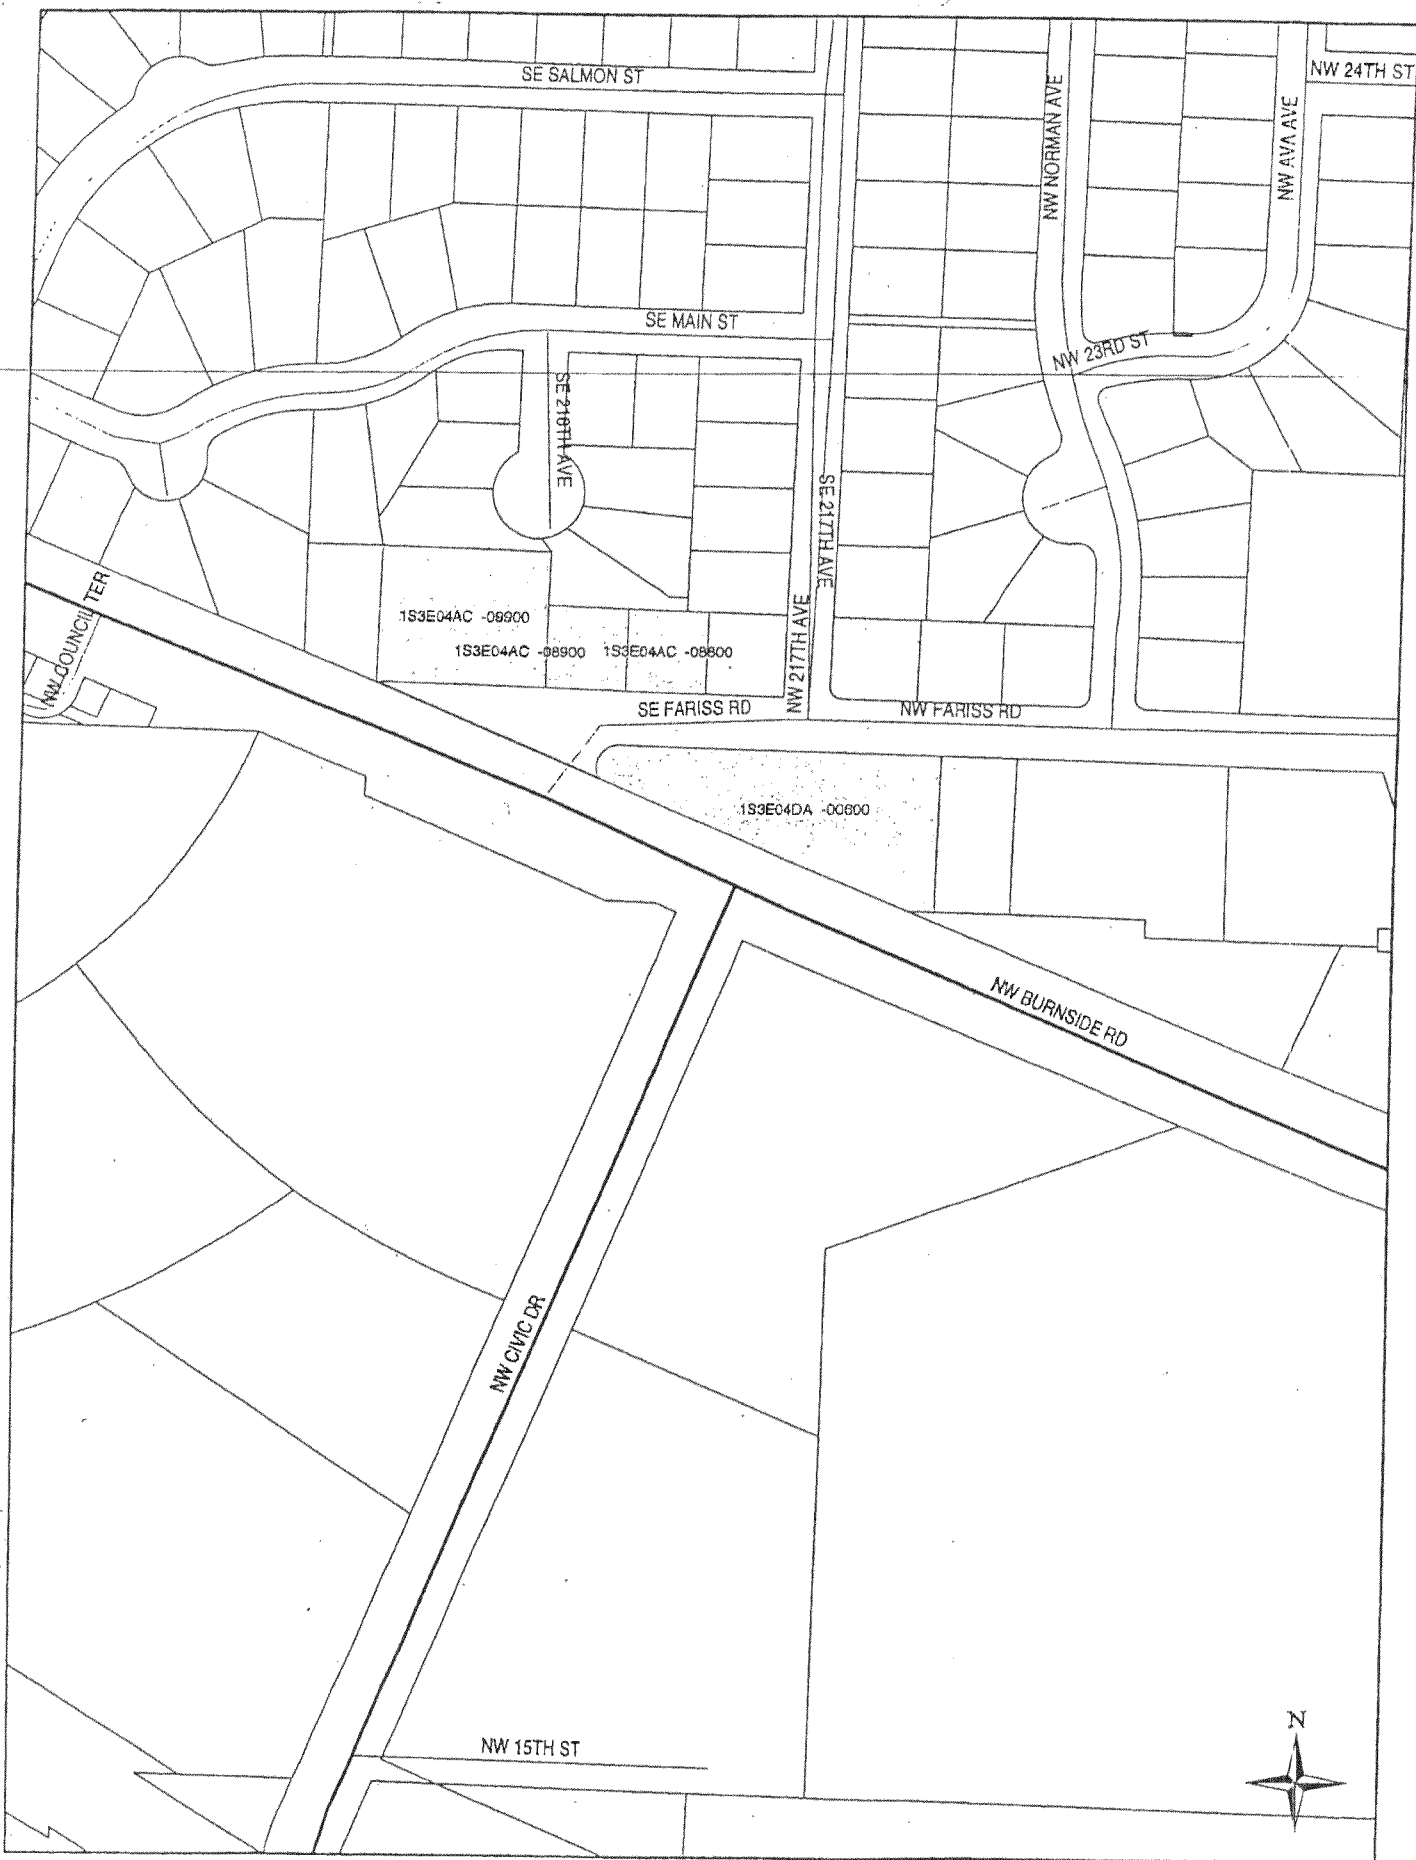 SE SALMON ST
NW 24TH ST
NW NORMAN AVE
NW AVA AVE
SE MAIN ST
NW 23RD ST
SE 216TH AVE
SE 217TH AVE
NW COUNCIL TER
1S3E04AC -09900
1S3E04AC -08900
1S3E04AC -08800
NW 217TH AVE
SE FARISS RD
NW FARISS RD
1S3E04DA -00600
NW BURNSIDE RD
NW CIVIC DR
NW 15TH ST
N